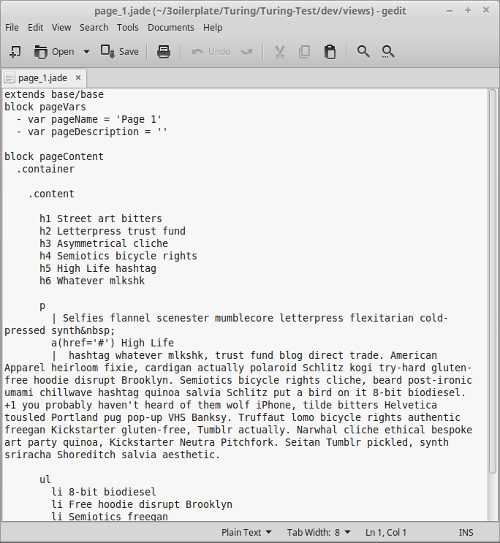 page_1.jade (~/3oilerplate/Turing/Turing-Test/dev/views) - gedit
File Edit View Search Tools Documents Help
Open Save Undo
page_1.jade ×
extends base/base
block pageVars
  - var pageName = 'Page 1'
  - var pageDescription = ''

block pageContent
  .container

    .content

      h1 Street art bitters
      h2 Letterpress trust fund
      h3 Asymmetrical cliche
      h4 Semiotics bicycle rights
      h5 High Life hashtag
      h6 Whatever mlkshk

      p
        | Selfies flannel scenester mumblecore letterpress flexitarian cold-
pressed synth&nbsp;
        a(href='#') High Life
        |  hashtag whatever mlkshk, trust fund blog direct trade. American
Apparel heirloom fixie, cardigan actually polaroid Schlitz kogi try-hard gluten-
free hoodie disrupt Brooklyn. Semiotics bicycle rights cliche, beard post-ironic
umami chillwave hashtag quinoa salvia Schlitz put a bird on it 8-bit biodiesel.
+1 you probably haven't heard of them wolf iPhone, tilde bitters Helvetica
tousled Portland pug pop-up VHS Banksy. Truffaut lomo bicycle rights authentic
freegan Kickstarter gluten-free, Tumblr actually. Narwhal cliche ethical bespoke
art party quinoa, Kickstarter Neutra Pitchfork. Seitan Tumblr pickled, synth
sriracha Shoreditch salvia aesthetic.

      ul
        li 8-bit biodiesel
        li Free hoodie disrupt Brooklyn
        li Semiotics freegan
Plain Text Tab Width: 8 Ln 1, Col 1 INS